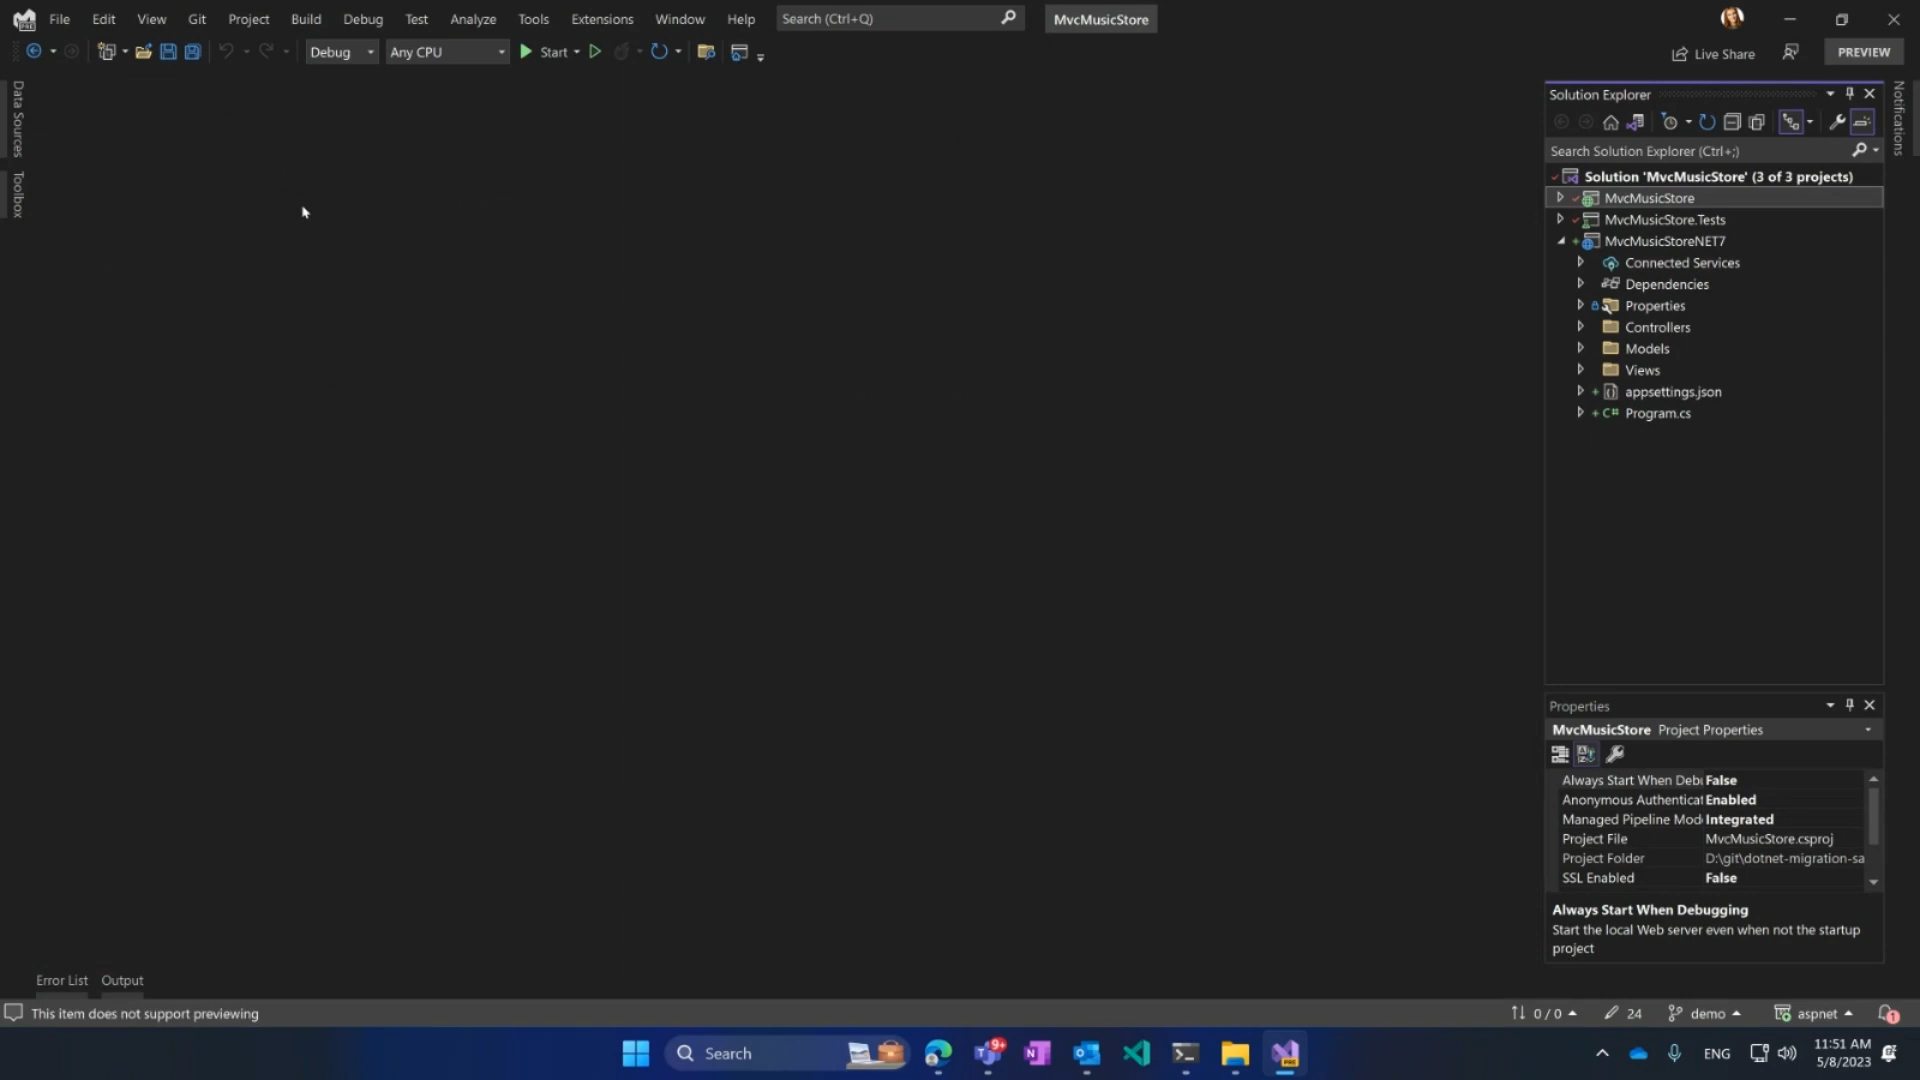 File Edit View Git Project Build Debug Test Analyze Tools Extensions Window Help Search (Ctrl+Q) MvcMusicStore
Debug Any CPU Start Live Share PREVIEW
Data Sources
Toolbox
Notifications
Solution Explorer
Search Solution Explorer (Ctrl+;)
Solution 'MvcMusicStore' (3 of 3 projects)
MvcMusicStore
MvcMusicStore.Tests
MvcMusicStoreNET7
Connected Services
Dependencies
Properties
Controllers
Models
Views
appsettings.json
C# Program.cs
Properties
MvcMusicStore Project Properties
Always Start When Debu False
Anonymous Authenticat Enabled
Managed Pipeline Mod Integrated
Project File MvcMusicStore.csproj
Project Folder D:\git\dotnet-migration-sa
SSL Enabled False
Always Start When Debugging
Start the local Web server even when not the startup
project
Error List Output
This item does not support previewing 0 / 0 24 demo aspnet 1
Search 9+ ENG 11:51 AM
5/8/2023